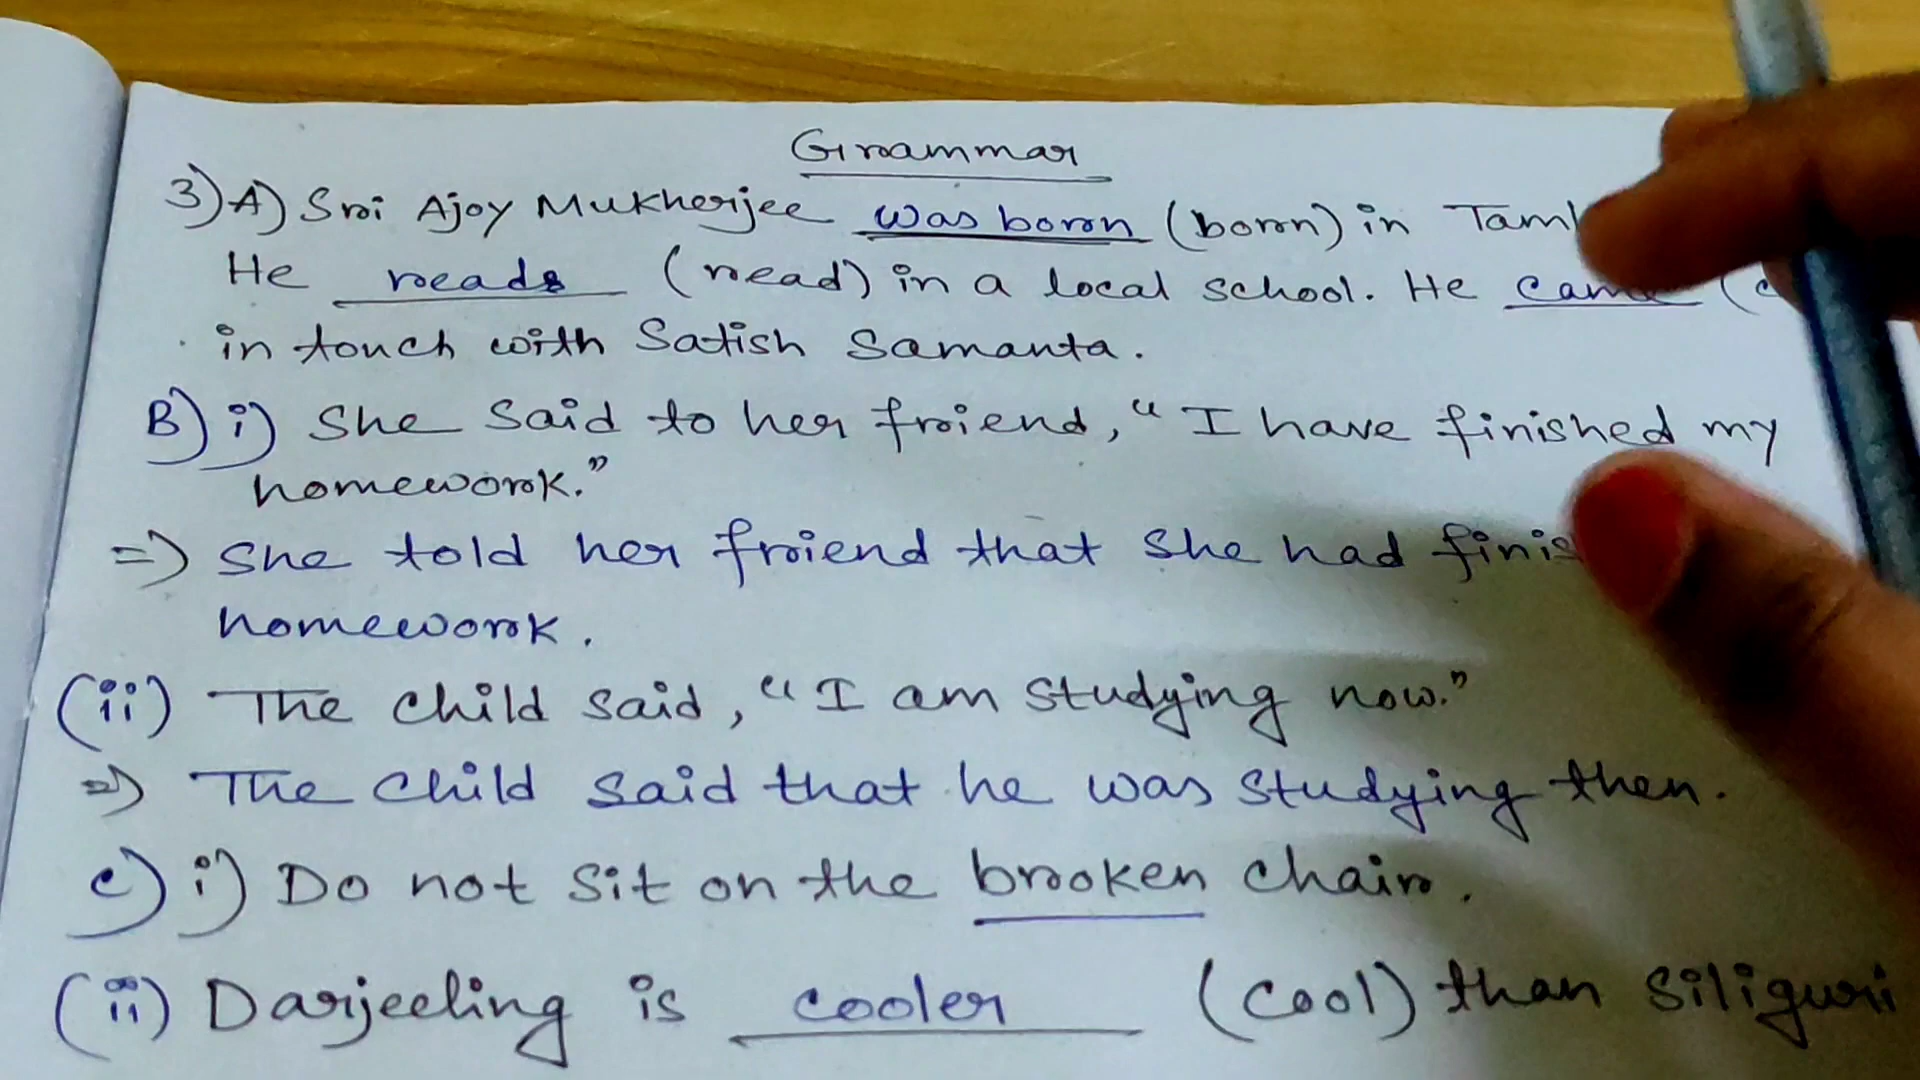 Grammar
3) A) Sri Ajoy Mukherjee was born (born) in
He reads (read) in a local school. He came
in touch with Satish Samanta.
B) i) She said to her friend, "I have finished my
homework."
=> She told her friend that she had
homework.
(ii) The child said, "I am studying now."
=> The child said that he was studying then.
c) i) Do not sit on the broken chair.
(ii) Darjeeling is cooler (cool) than Siliguri